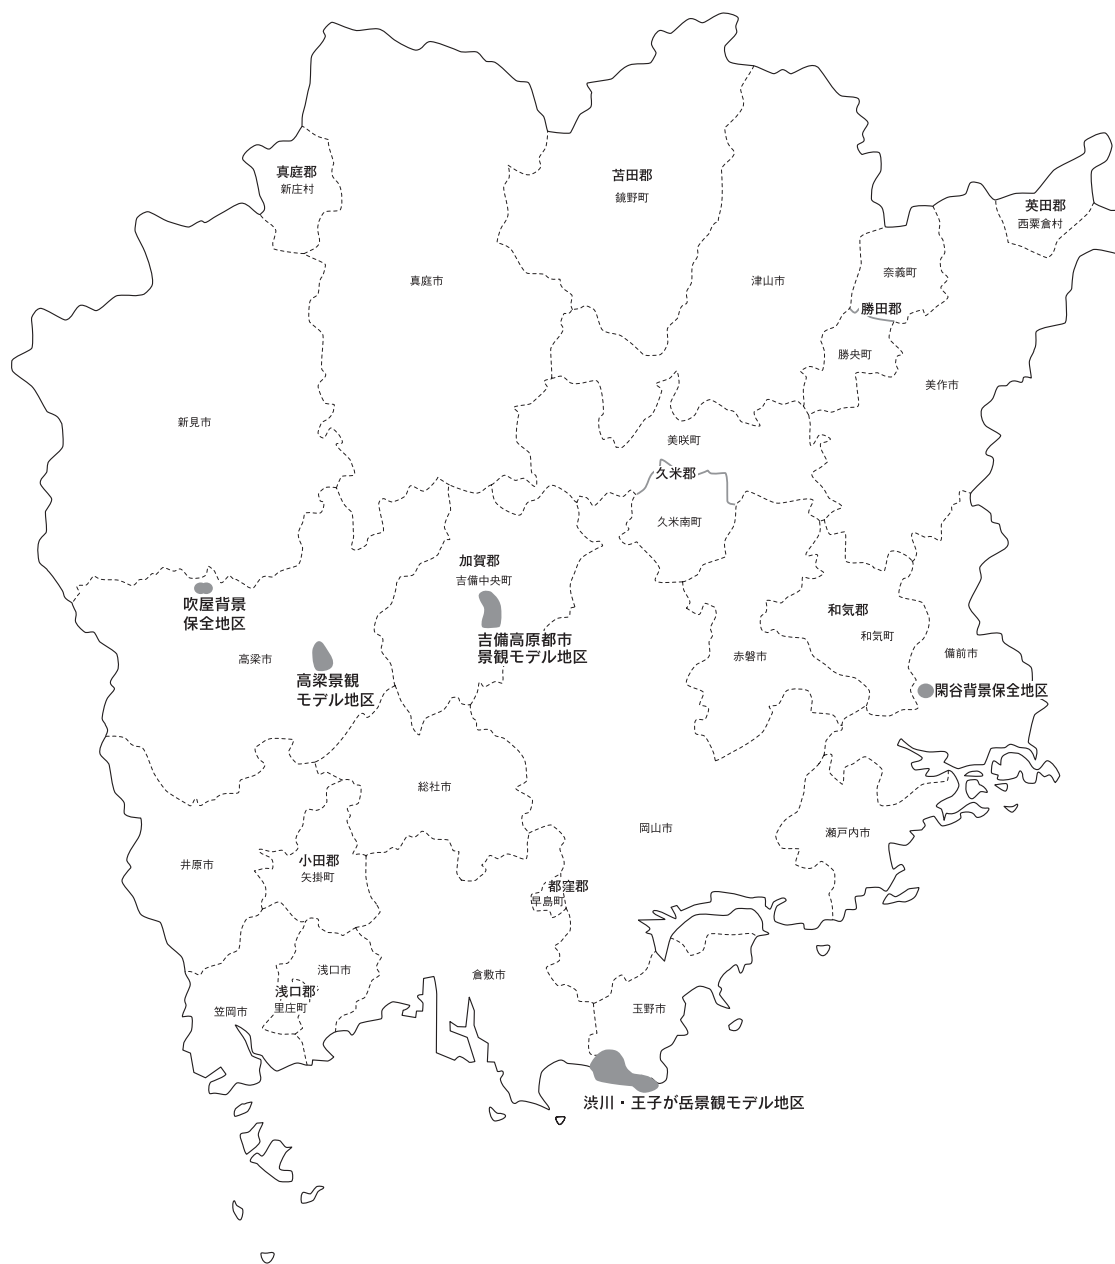 真庭郡
新庄村
苫田郡
鏡野町
英田郡
西粟倉村
真庭市
津山市
奈義町
勝田郡
勝央町
美作市
新見市
美咲町
久米郡
久米南町
加賀郡
吉備中央町
吹屋背景
保全地区
和気郡
和気町
吉備高原都市
景観モデル地区
高梁市
赤磐市
備前市
高梁景観
モデル地区
閑谷背景保全地区
総社市
岡山市
瀬戸内市
井原市
小田郡
矢掛町
都窪郡
早島町
浅口市
倉敷市
浅口郡
里庄町
笠岡市
玉野市
渋川・王子が岳景観モデル地区